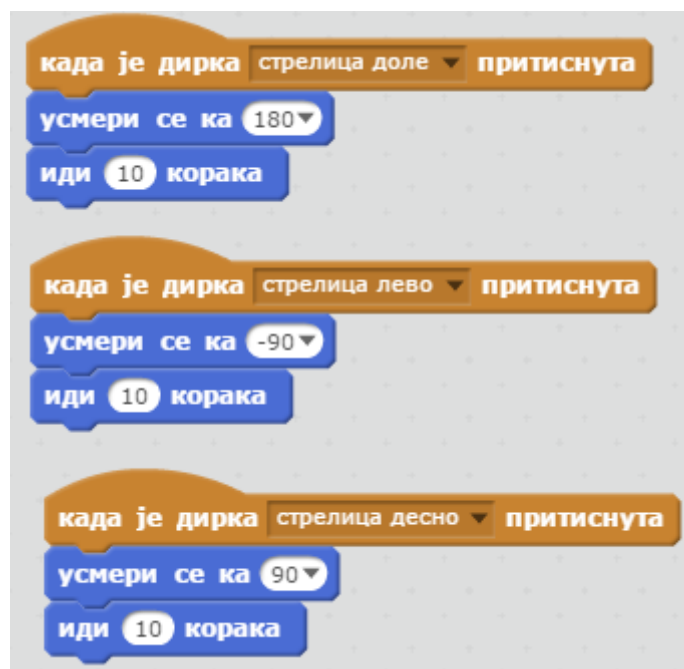 када је дирка стрелица доле притиснута
усмери се ка 180
иди 10 корака
када је дирка стрелица лево притиснута
усмери се ка -90
иди 10 корака
када је дирка стрелица десно притиснута
усмери се ка 90
иди 10 корака